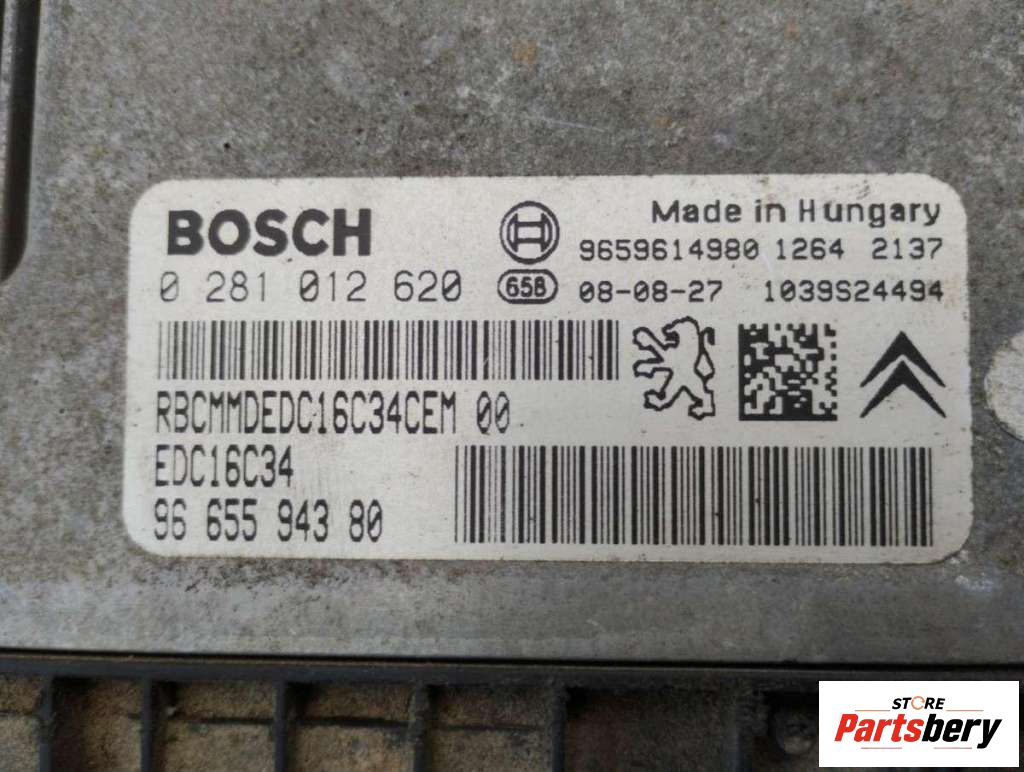 BOSCH
Made in Hungary
9659614980 1264 2137
0 281 012 620
658
08-08-27 1039S24494
RBCMMDEDC16C34CEM 00
EDC16C34
96 655 943 80
STORE
Partsbery